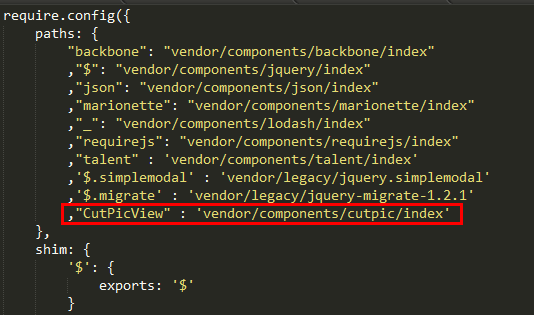 require.config({
    paths: {
        "backbone": "vendor/components/backbone/index"
        ,"$": "vendor/components/jquery/index"
        ,"json": "vendor/components/json/index"
        ,"marionette": "vendor/components/marionette/index"
        ,"_": "vendor/components/lodash/index"
        ,"requirejs": "vendor/components/requirejs/index"
        ,"talent" : 'vendor/components/talent/index'
        ,'$.simplemodal' : 'vendor/legacy/jquery.simplemodal'
        ,'$.migrate' : 'vendor/legacy/jquery-migrate-1.2.1'
        ,"CutPicView" : 'vendor/components/cutpic/index'
    },
    shim: {
        '$': {
            exports: '$'
        }